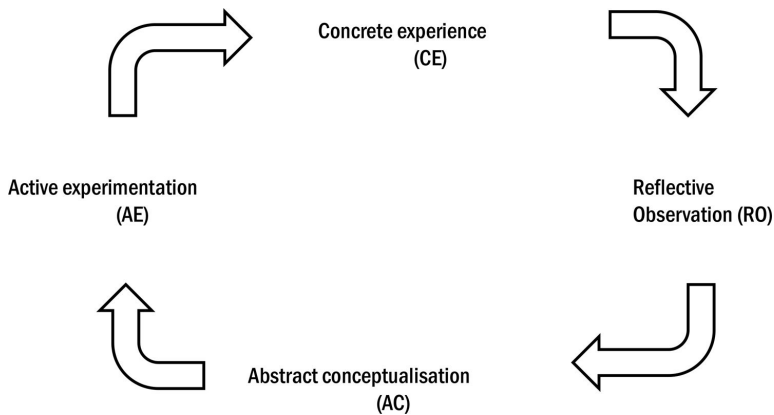 Concrete experience
(CE)
Active experimentation
(AE)
Reflective
Observation (RO)
Abstract conceptualisation
(AC)